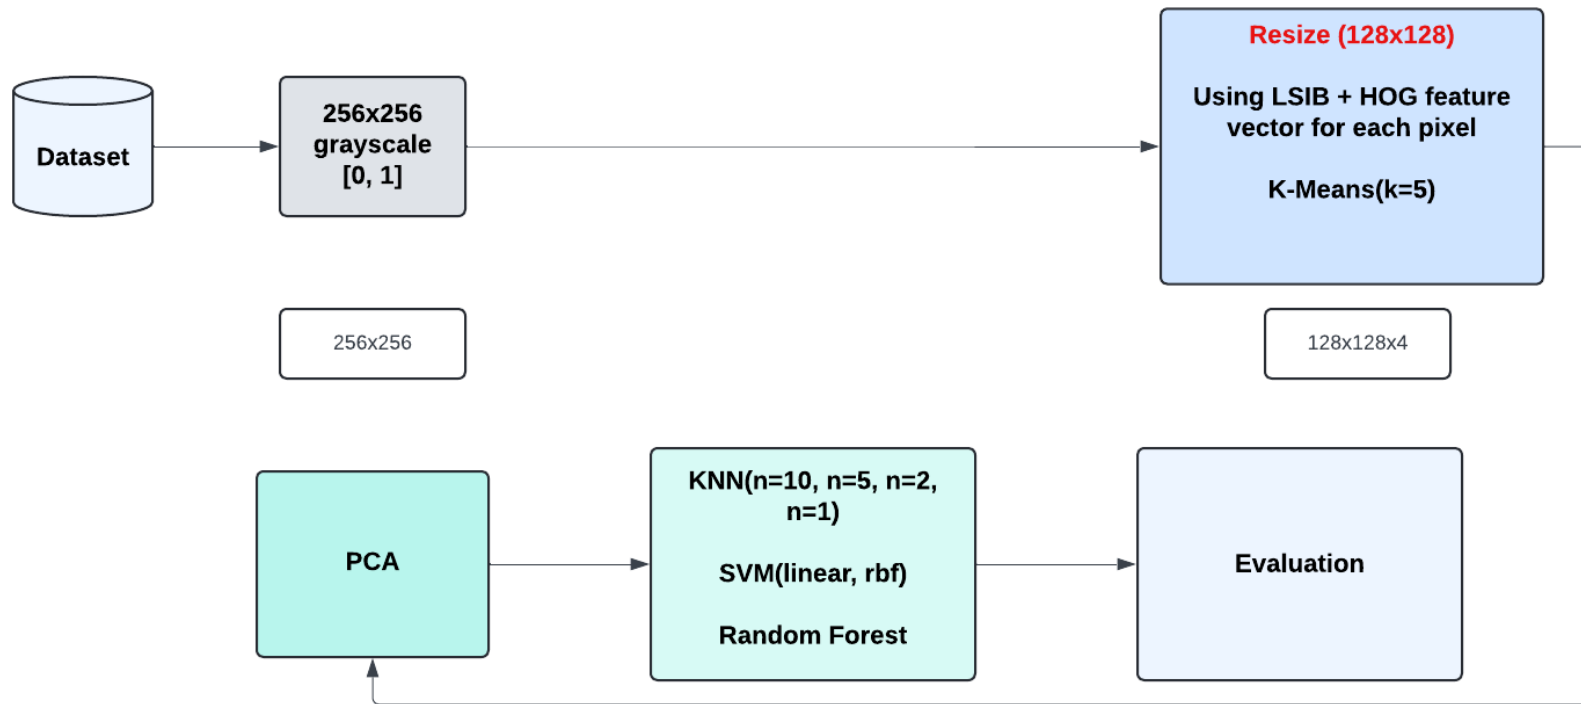 Dataset
256x256
grayscale
[0, 1]
Resize (128x128)
Using LSIB + HOG feature
vector for each pixel
K-Means(k=5)
256x256
128x128x4
PCA
KNN(n=10, n=5, n=2,
n=1)
SVM(linear, rbf)
Random Forest
Evaluation